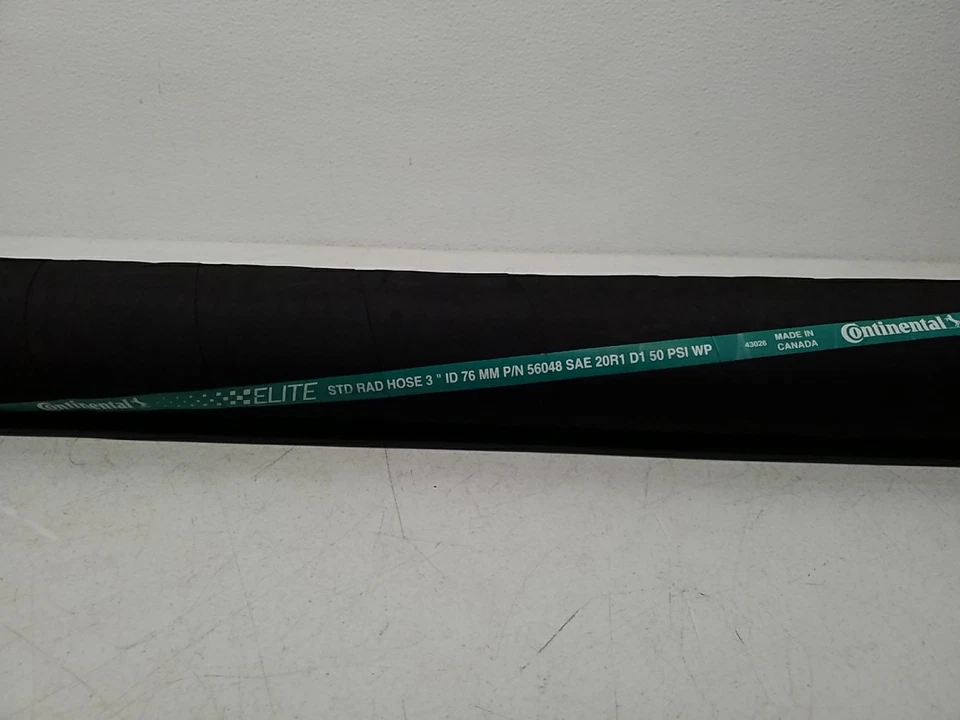 Continental ELITE STD RAD HOSE 3 " ID 76 MM P/N 56048 SAE 20R1 D1 50 PSI WP 43026 MADE IN
CANADA
Continental